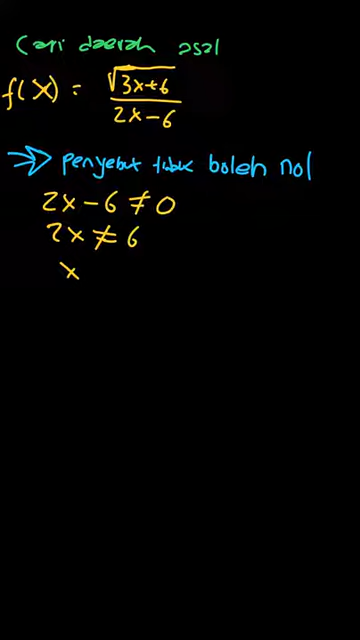 Cari daerah asal
f(x) = √(3x+6) / (2x-6)
=> penyebut tidak boleh nol
2x - 6 ≠ 0
2x ≠ 6
x